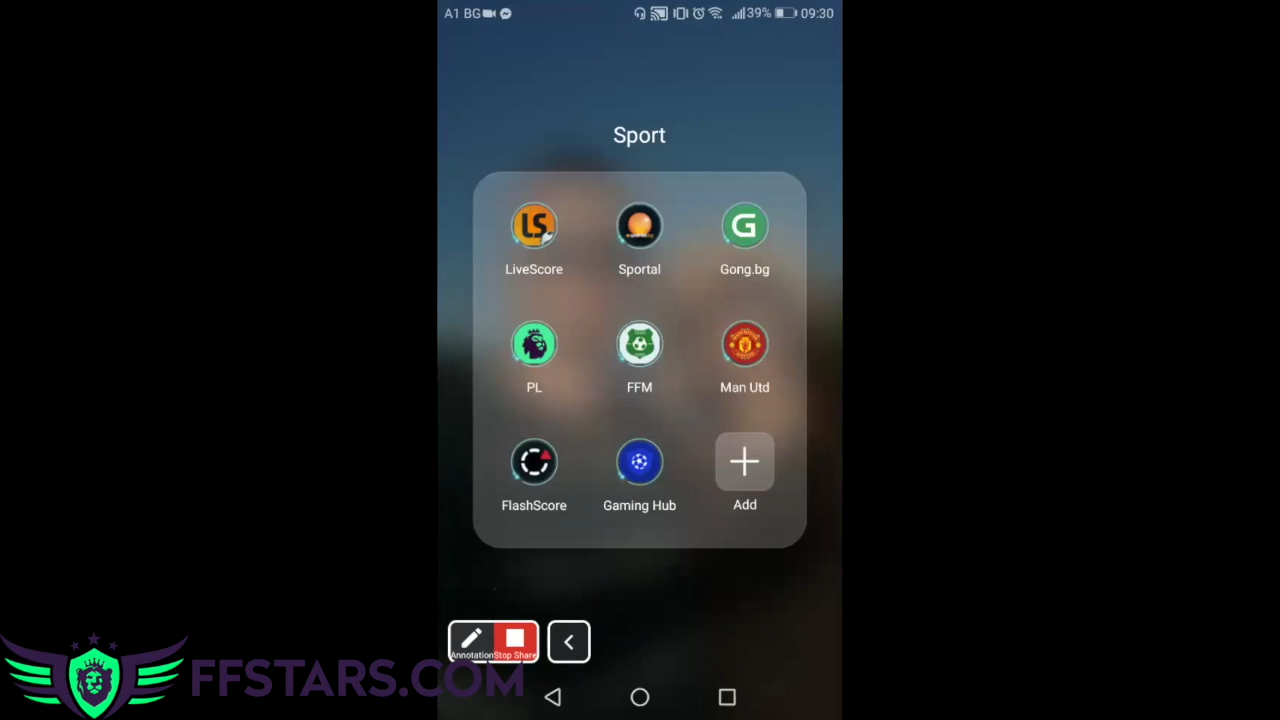 A1 BG 39% 09:30
Sport
LS G
LiveScore Sportal Gong.bg
PL FFM Man Utd
FlashScore Gaming Hub Add
Annotation Stop Share
FFSTARS.COM